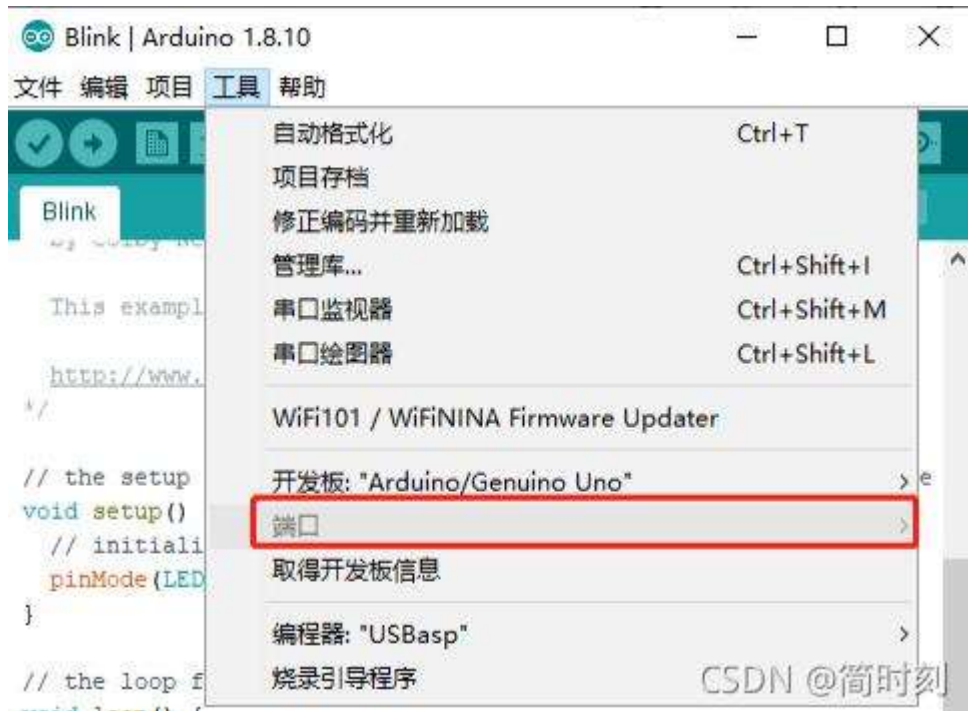 Blink | Arduino 1.8.10
文件 编辑 项目 工具 帮助
自动格式化 Ctrl+T
项目存档
Blink
修正编码并重新加载
管理库... Ctrl+Shift+I
This exampl
串口监视器 Ctrl+Shift+M
串口绘图器 Ctrl+Shift+L
http://www.
*/
WiFi101 / WiFiNINA Firmware Updater
// the setup
开发板: "Arduino/Genuino Uno"
e
void setup()
端口
// initiali
取得开发板信息
pinMode(LED
}
编程器: "USBasp"
// the loop f
烧录引导程序
CSDN @简时刻